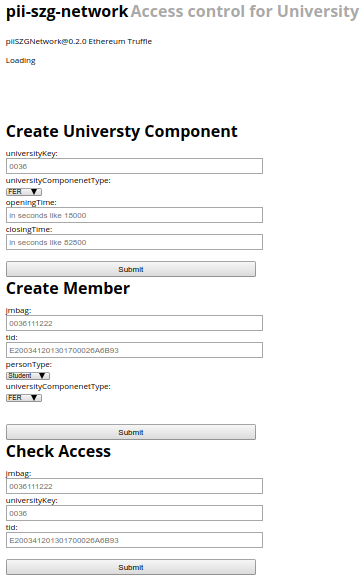 pii-szg-network Access control for University
piiSZGNetwork@0.2.0 Ethereum Truffle
Loading
Create Universty Component
universityKey:
0036
universityComponenetType:
FER ▼
openingTime:
in seconds like 18000
closingTime:
in seconds like 82800
Submit
Create Member
jmbag:
0036111222
tid:
E200341201301700026A6B93
personType:
Student ▼
universityComponenetType:
FER ▼
Submit
Check Access
jmbag:
0036111222
universityKey:
0036
tid:
E200341201301700026A6B93
Submit